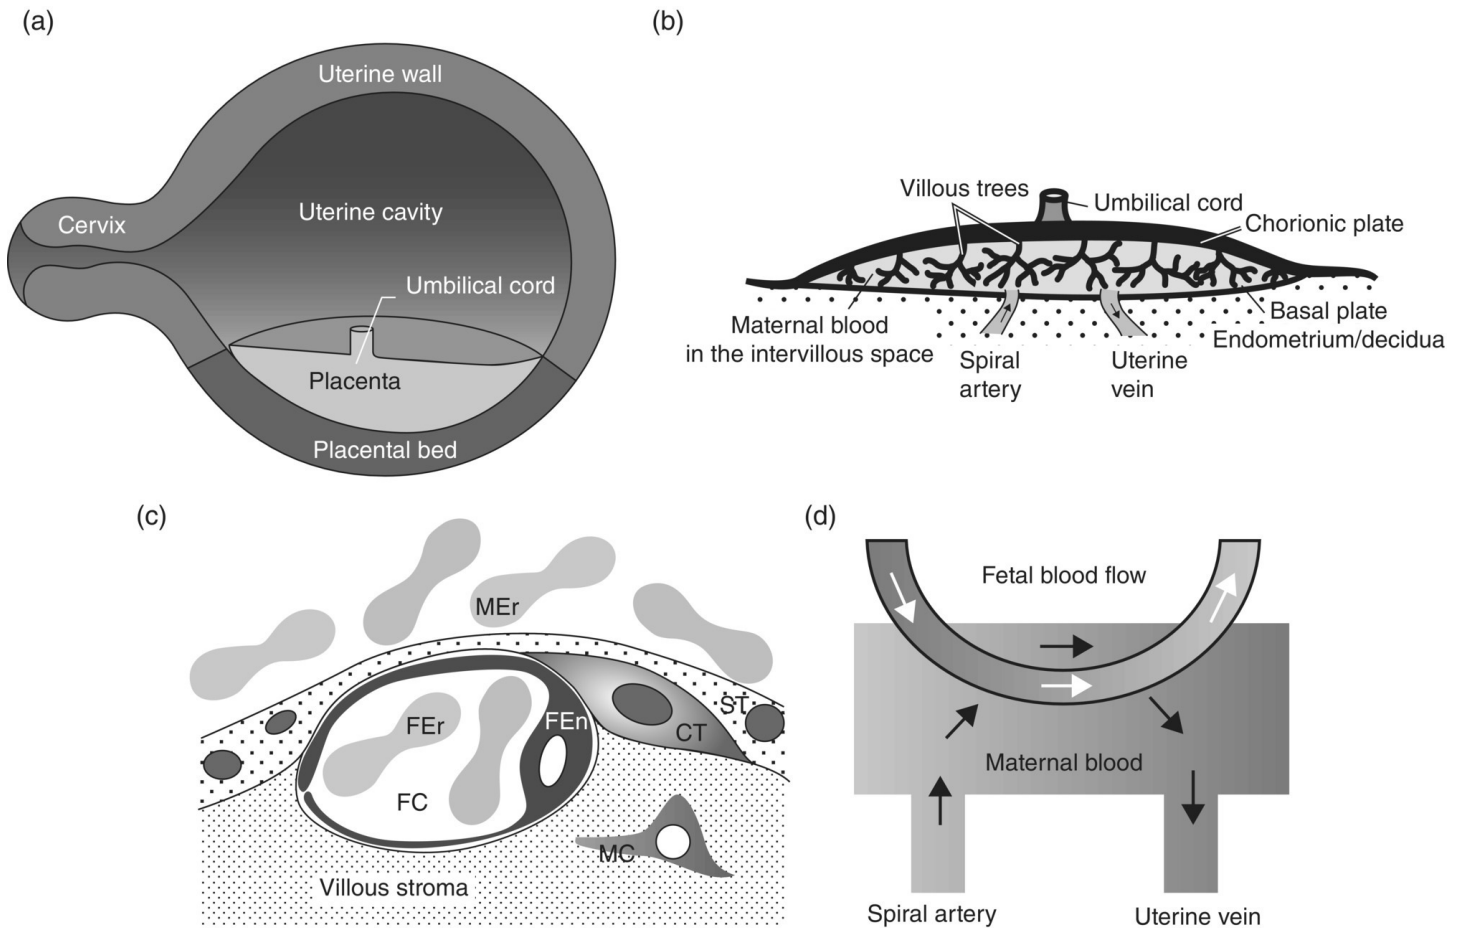 (a)
Uterine wall
Cervix
Uterine cavity
Umbilical cord
Placenta
Placental bed
(b)
Villous trees
Umbilical cord
Chorionic plate
Maternal blood
in the intervillous space
Spiral
artery
Uterine
vein
Basal plate
Endometrium/decidua
(c)
MEr
ST
FEr
FEn
CT
FC
MC
Villous stroma
(d)
Fetal blood flow
Maternal blood
Spiral artery
Uterine vein